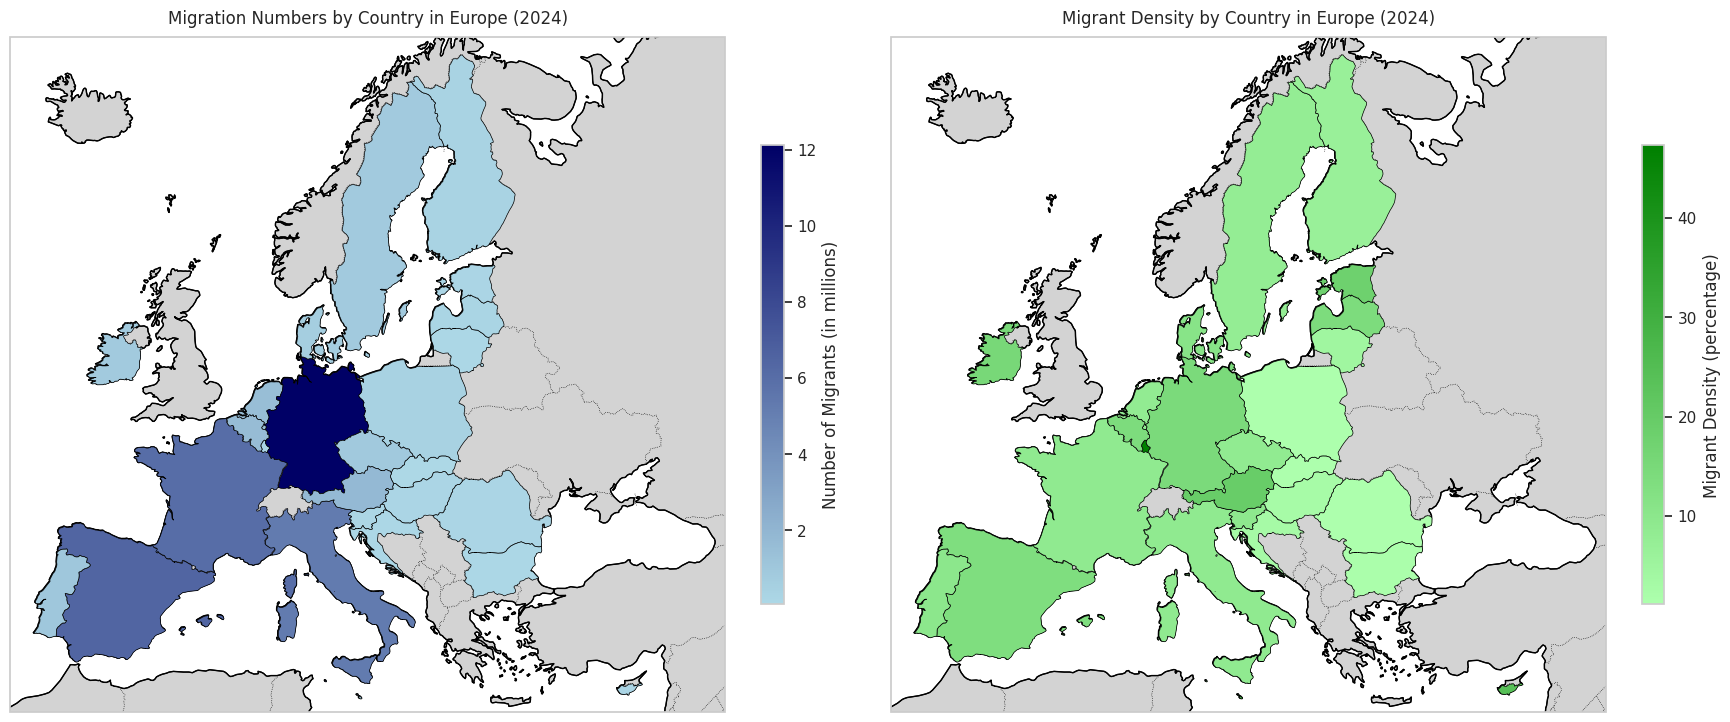 Migration Numbers by Country in Europe (2024)
12
10
8
6
4
2
Number of Migrants (in millions)
Migrant Density by Country in Europe (2024)
40
30
20
10
Migrant Density (percentage)